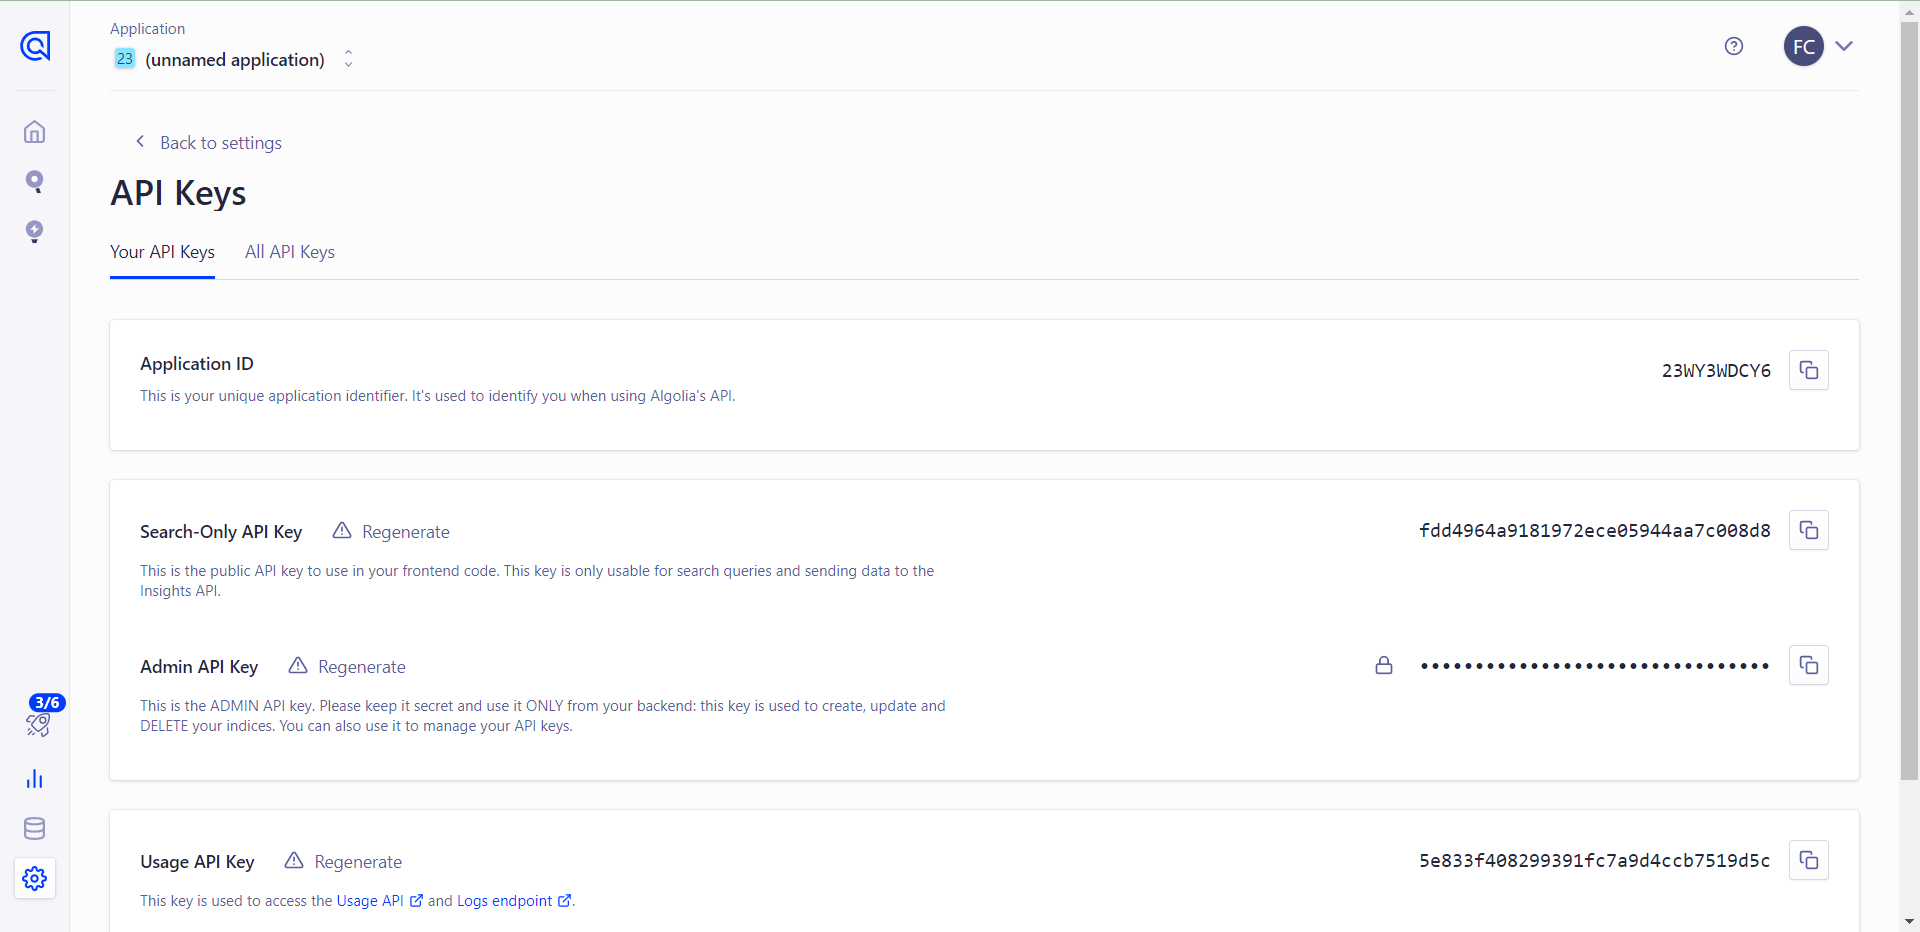 Application
23 (unnamed application)
FC
Back to settings
API Keys
Your API Keys All API Keys
Application ID
23WY3WDCY6
This is your unique application identifier. It's used to identify you when using Algolia's API.
Search-Only API Key Regenerate
fdd4964a9181972ece05944aa7c008d8
This is the public API key to use in your frontend code. This key is only usable for search queries and sending data to the
Insights API.
Admin API Key Regenerate
••••••••••••••••••••••••••••••••
This is the ADMIN API key. Please keep it secret and use it ONLY from your backend: this key is used to create, update and
DELETE your indices. You can also use it to manage your API keys.
3/6
Usage API Key Regenerate
5e833f408299391fc7a9d4ccb7519d5c
This key is used to access the Usage API and Logs endpoint.